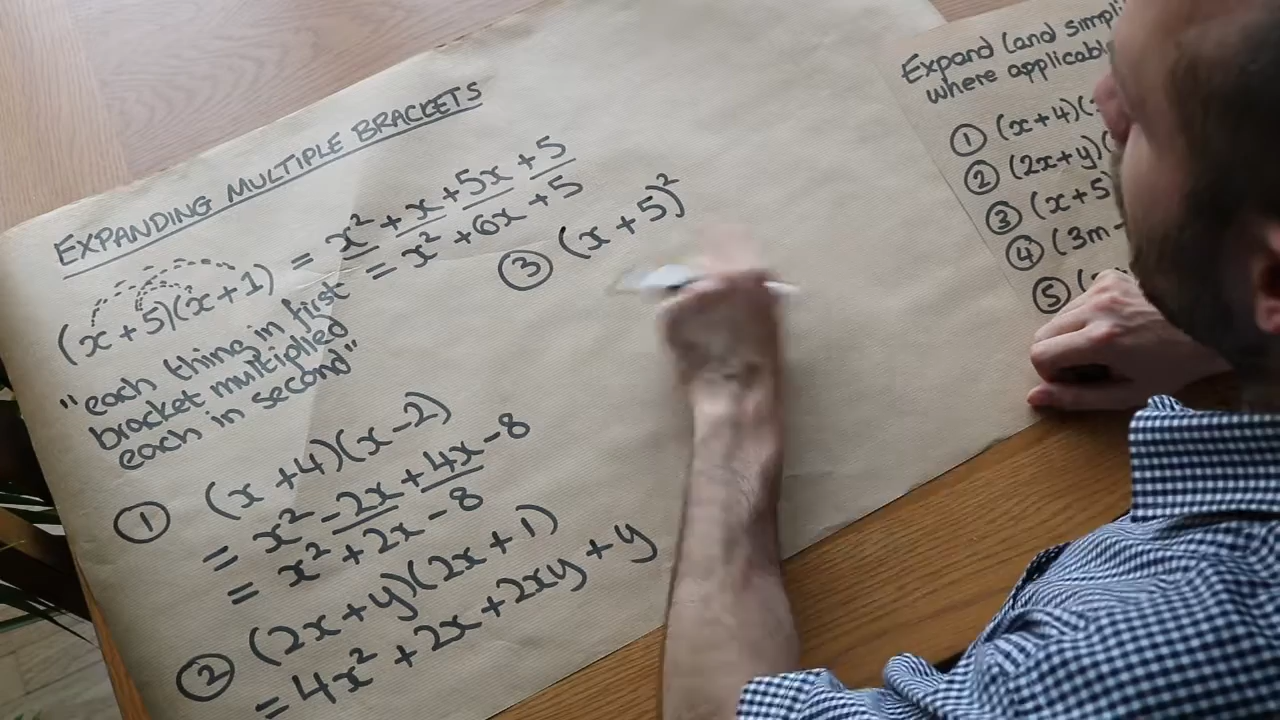 EXPANDING MULTIPLE BRACKETS
(x+5)(x+1) = x² + x + 5x + 5
= x² + 6x + 5
"each thing in first
bracket multiplied
each in second"
① (x+4)(x-2)
= x² - 2x + 4x - 8
= x² + 2x - 8
② (2x+y)(2x+1)
= 4x² + 2x + 2xy + y
③ (x+5)²
Expand (and simpli
where applicabl
① (x+4)(
② (2x+y)(
③ (x+5)
④ (3m-
⑤ (